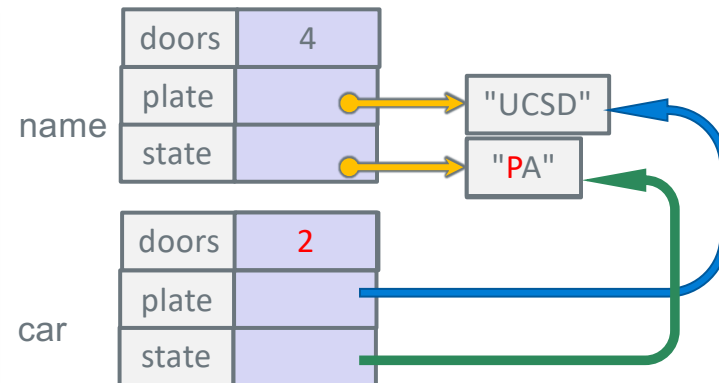 name
doors 4
plate "UCSD"
state "PA"
car
doors 2
plate
state